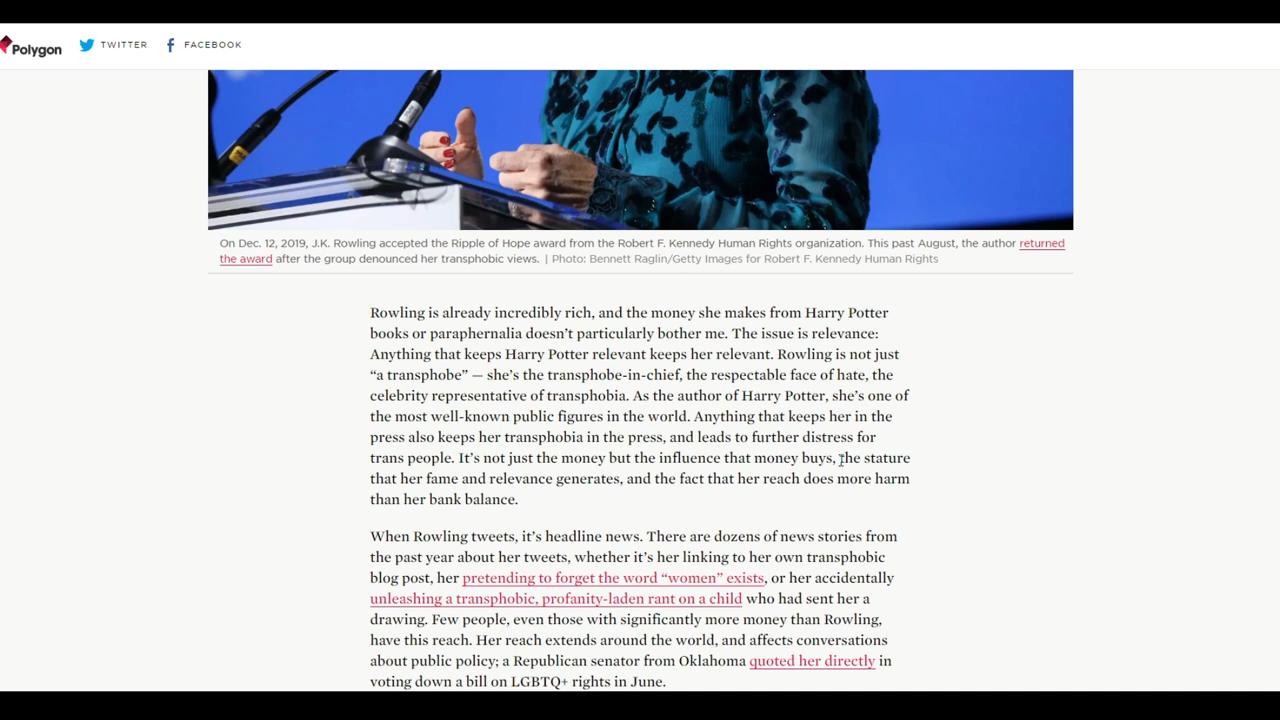 Polygon TWITTER FACEBOOK
On Dec. 12, 2019, J.K. Rowling accepted the Ripple of Hope award from the Robert F. Kennedy Human Rights organization. This past August, the author returned
the award after the group denounced her transphobic views. | Photo: Bennett Raglin/Getty Images for Robert F. Kennedy Human Rights
Rowling is already incredibly rich, and the money she makes from Harry Potter
books or paraphernalia doesn’t particularly bother me. The issue is relevance:
Anything that keeps Harry Potter relevant keeps her relevant. Rowling is not just
“a transphobe” — she’s the transphobe-in-chief, the respectable face of hate, the
celebrity representative of transphobia. As the author of Harry Potter, she’s one of
the most well-known public figures in the world. Anything that keeps her in the
press also keeps her transphobia in the press, and leads to further distress for
trans people. It’s not just the money but the influence that money buys, the stature
that her fame and relevance generates, and the fact that her reach does more harm
than her bank balance.
When Rowling tweets, it’s headline news. There are dozens of news stories from
the past year about her tweets, whether it’s her linking to her own transphobic
blog post, her pretending to forget the word “women” exists, or her accidentally
unleashing a transphobic, profanity-laden rant on a child who had sent her a
drawing. Few people, even those with significantly more money than Rowling,
have this reach. Her reach extends around the world, and affects conversations
about public policy; a Republican senator from Oklahoma quoted her directly in
voting down a bill on LGBTQ+ rights in June.